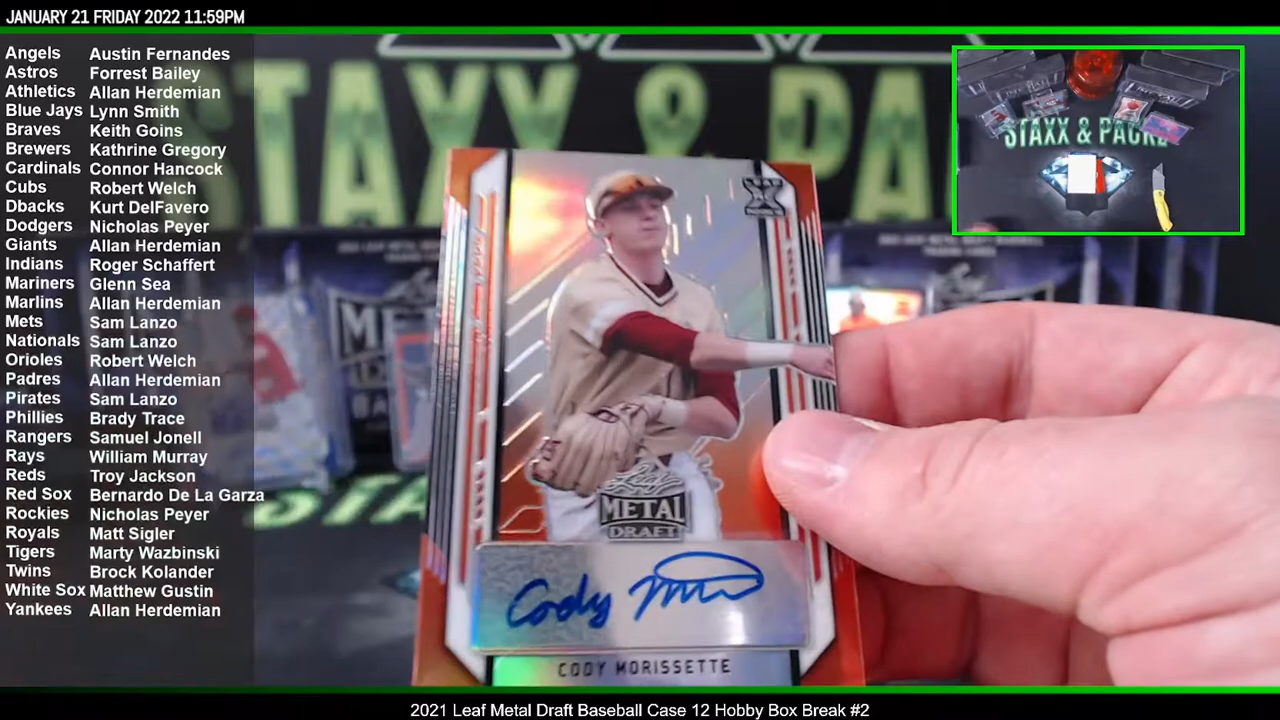 JANUARY 21 FRIDAY 2022 11:59PM
Angels Austin Fernandes
Astros Forrest Bailey
Athletics Allan Herdemian
Blue Jays Lynn Smith
Braves Keith Goins
Brewers Kathrine Gregory
Cardinals Connor Hancock
Cubs Robert Welch
Dbacks Kurt DelFavero
Dodgers Nicholas Peyer
Giants Allan Herdemian
Indians Roger Schaffert
Mariners Glenn Sea
Marlins Allan Herdemian
Mets Sam Lanzo
Nationals Sam Lanzo
Orioles Robert Welch
Padres Allan Herdemian
Pirates Sam Lanzo
Phillies Brady Trace
Rangers Samuel Jonell
Rays William Murray
Reds Troy Jackson
Red Sox Bernardo De La Garza
Rockies Nicholas Peyer
Royals Matt Sigler
Tigers Marty Wazbinski
Twins Brock Kolander
White Sox Matthew Gustin
Yankees Allan Herdemian
STAXX & PA
STAXX & PACK
Leaf
METAL
DRAFT
Cody
CODY MORISSETTE
METAL
STA
2021 Leaf Metal Draft Baseball Case 12 Hobby Box Break #2